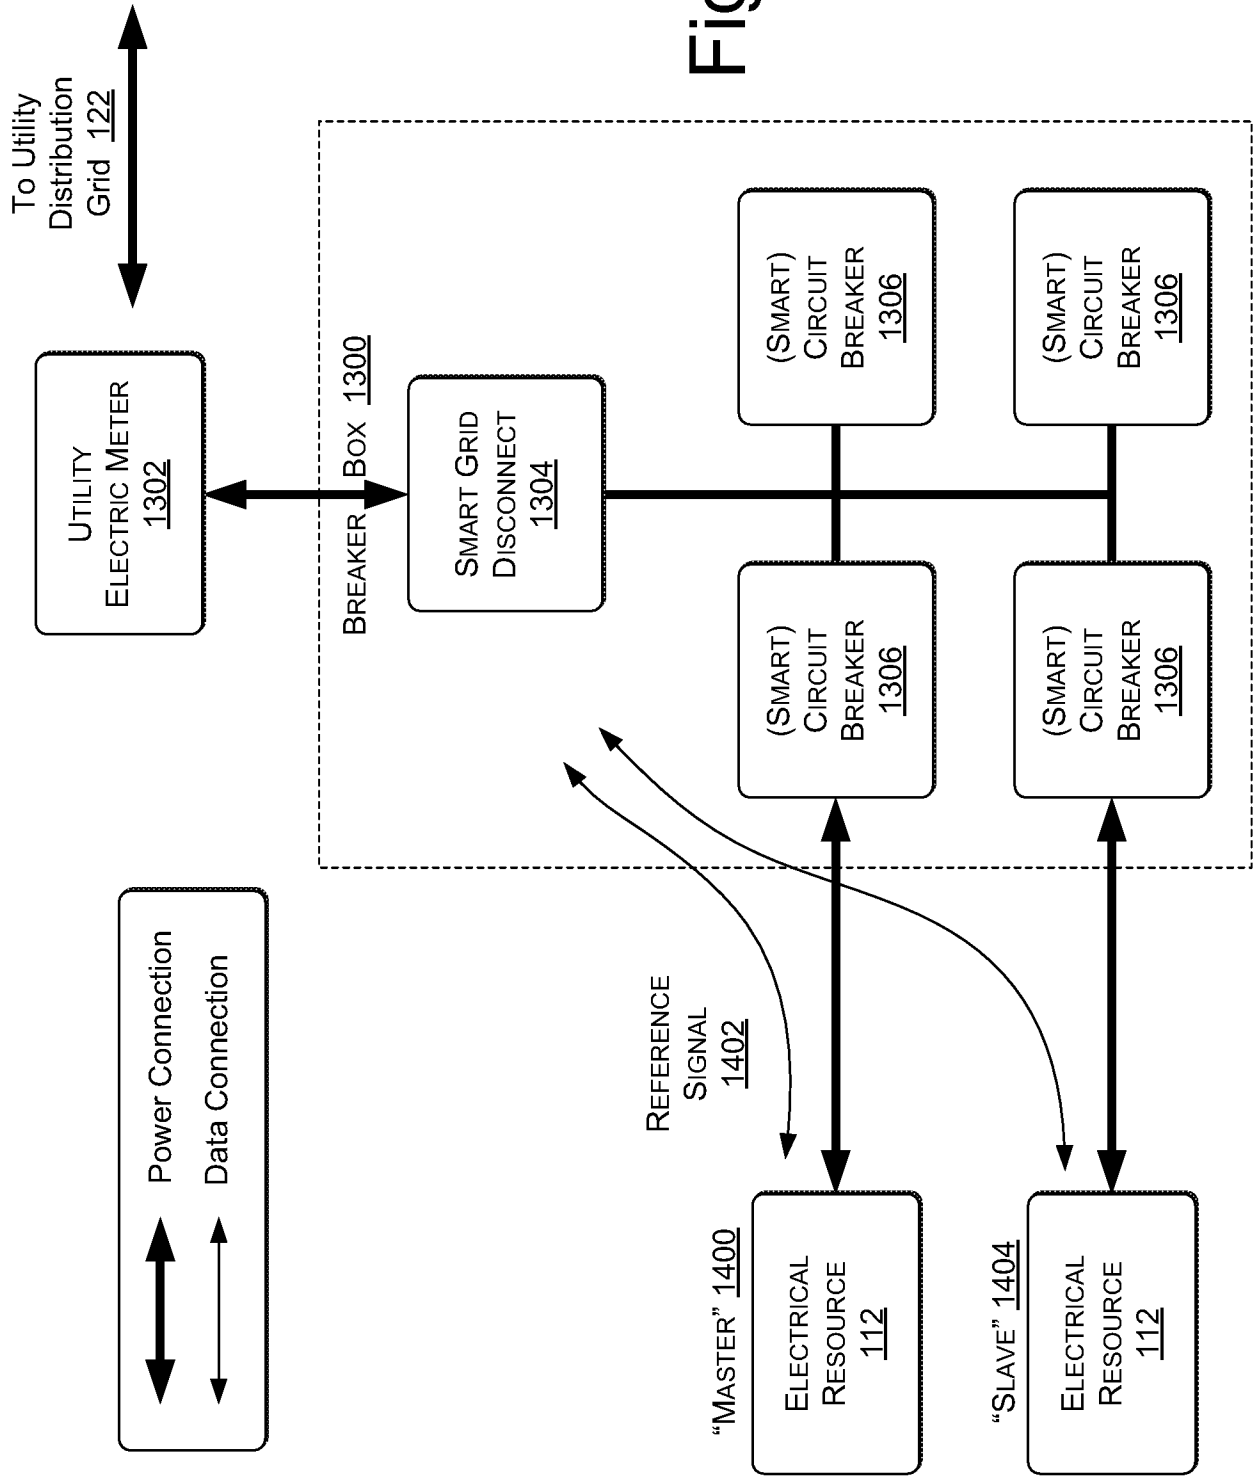 To Utility
Distribution
Grid 122
UTILITY
ELECTRIC METER
1302
BREAKER BOX 1300
SMART GRID
DISCONNECT
1304
(SMART)
CIRCUIT
BREAKER
1306
(SMART)
CIRCUIT
BREAKER
1306
(SMART)
CIRCUIT
BREAKER
1306
(SMART)
CIRCUIT
BREAKER
1306
Power Connection
Data Connection
REFERENCE
SIGNAL
1402
“MASTER” 1400
ELECTRICAL
RESOURCE
112
“SLAVE” 1404
ELECTRICAL
RESOURCE
112
Fig